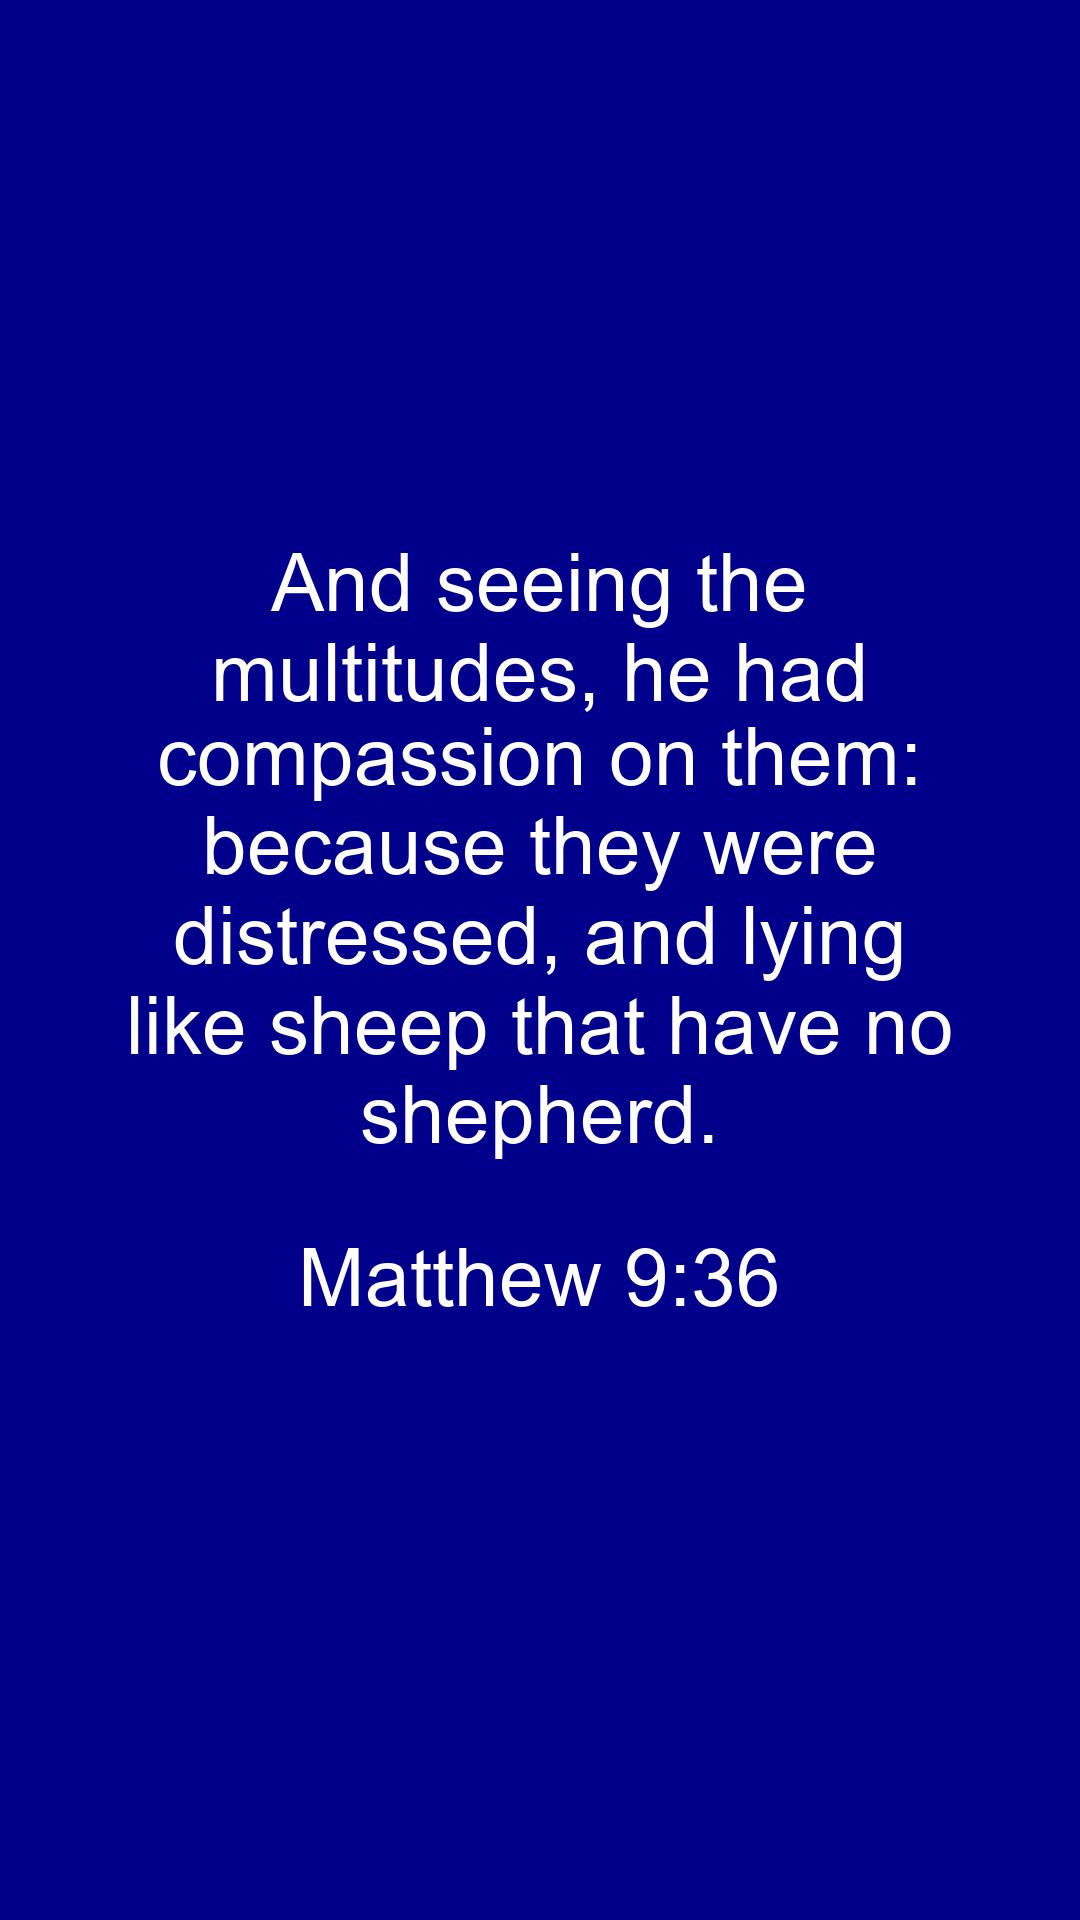 And seeing the
multitudes, he had
compassion on them:
because they were
distressed, and lying
like sheep that have no
shepherd.
Matthew 9:36